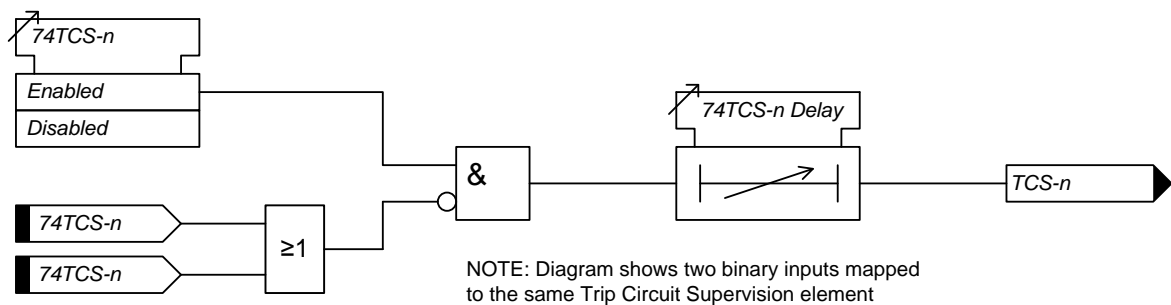 74TCS-n
Enabled
Disabled
74TCS-n Delay
&
TCS-n
74TCS-n
74TCS-n
≥1
NOTE: Diagram shows two binary inputs mapped
to the same Trip Circuit Supervision element